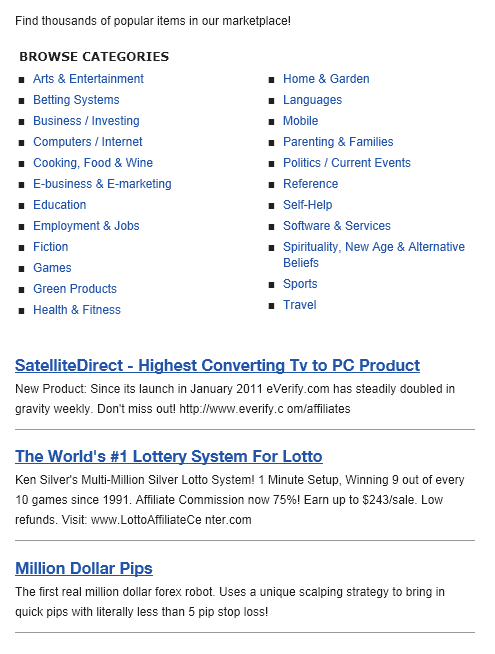 Find thousands of popular items in our marketplace!
BROWSE CATEGORIES
Arts & Entertainment
Betting Systems
Business / Investing
Computers / Internet
Cooking, Food & Wine
E-business & E-marketing
Education
Employment & Jobs
Fiction
Games
Green Products
Health & Fitness
Home & Garden
Languages
Mobile
Parenting & Families
Politics / Current Events
Reference
Self-Help
Software & Services
Spirituality, New Age & Alternative
Beliefs
Sports
Travel
SatelliteDirect - Highest Converting Tv to PC Product
New Product: Since its launch in January 2011 eVerify.com has steadily doubled in
gravity weekly. Don't miss out! http://www.everify.c om/affiliates
The World's #1 Lottery System For Lotto
Ken Silver's Multi-Million Silver Lotto System! 1 Minute Setup, Winning 9 out of every
10 games since 1991. Affiliate Commission now 75%! Earn up to $243/sale. Low
refunds. Visit: www.LottoAffiliateCe nter.com
Million Dollar Pips
The first real million dollar forex robot. Uses a unique scalping strategy to bring in
quick pips with literally less than 5 pip stop loss!